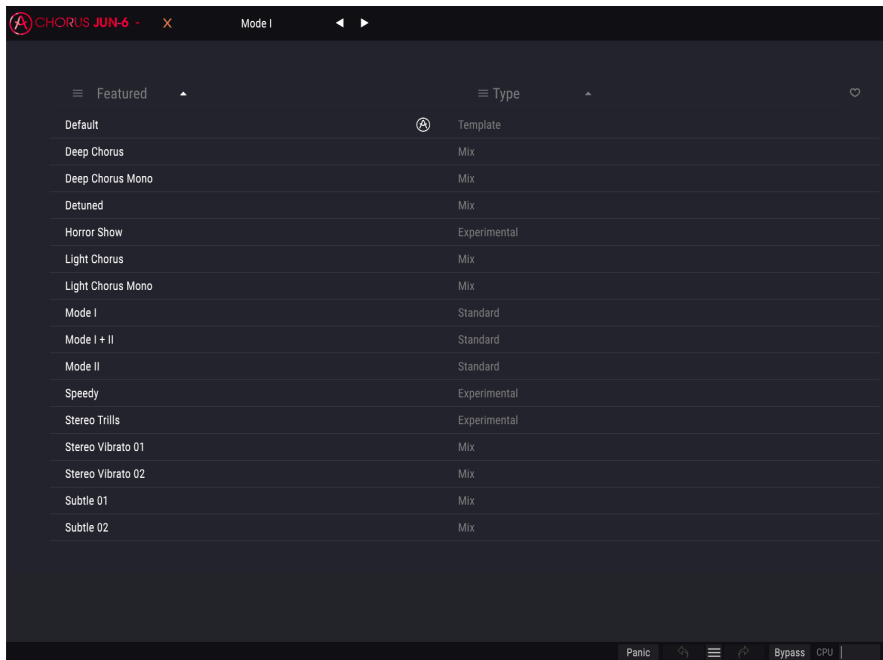 CHORUS JUN-6 - X Mode I
Featured Type
Default Template
Deep Chorus Mix
Deep Chorus Mono Mix
Detuned Mix
Horror Show Experimental
Light Chorus Mix
Light Chorus Mono Mix
Mode I Standard
Mode I + II Standard
Mode II Standard
Speedy Experimental
Stereo Trills Experimental
Stereo Vibrato 01 Mix
Stereo Vibrato 02 Mix
Subtle 01 Mix
Subtle 02 Mix
Panic Bypass CPU